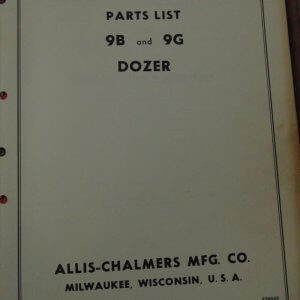 PARTS LIST
9B and 9G
DOZER
ALLIS-CHALMERS MFG. CO.
MILWAUKEE, WISCONSIN, U. S. A.